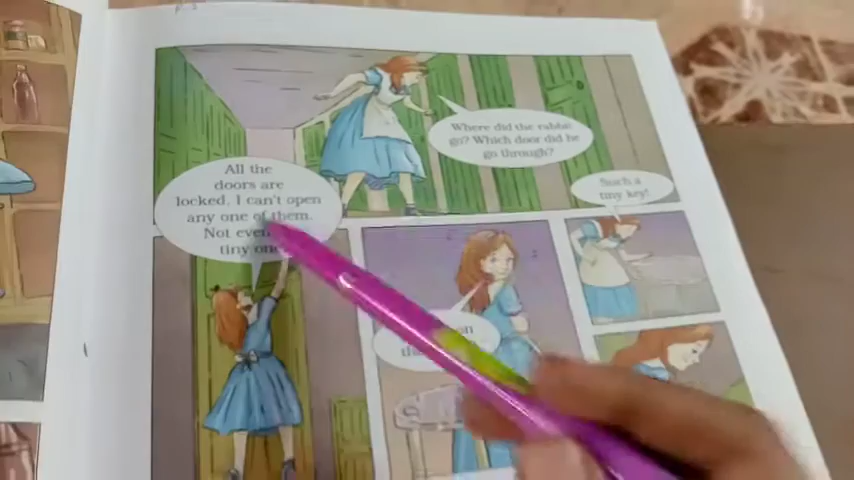 Where did the rabbit
go? Which door did he
go through?
All the
doors are
locked. I can't open
any one of them.
Not even
tiny one
Such a
tiny key!